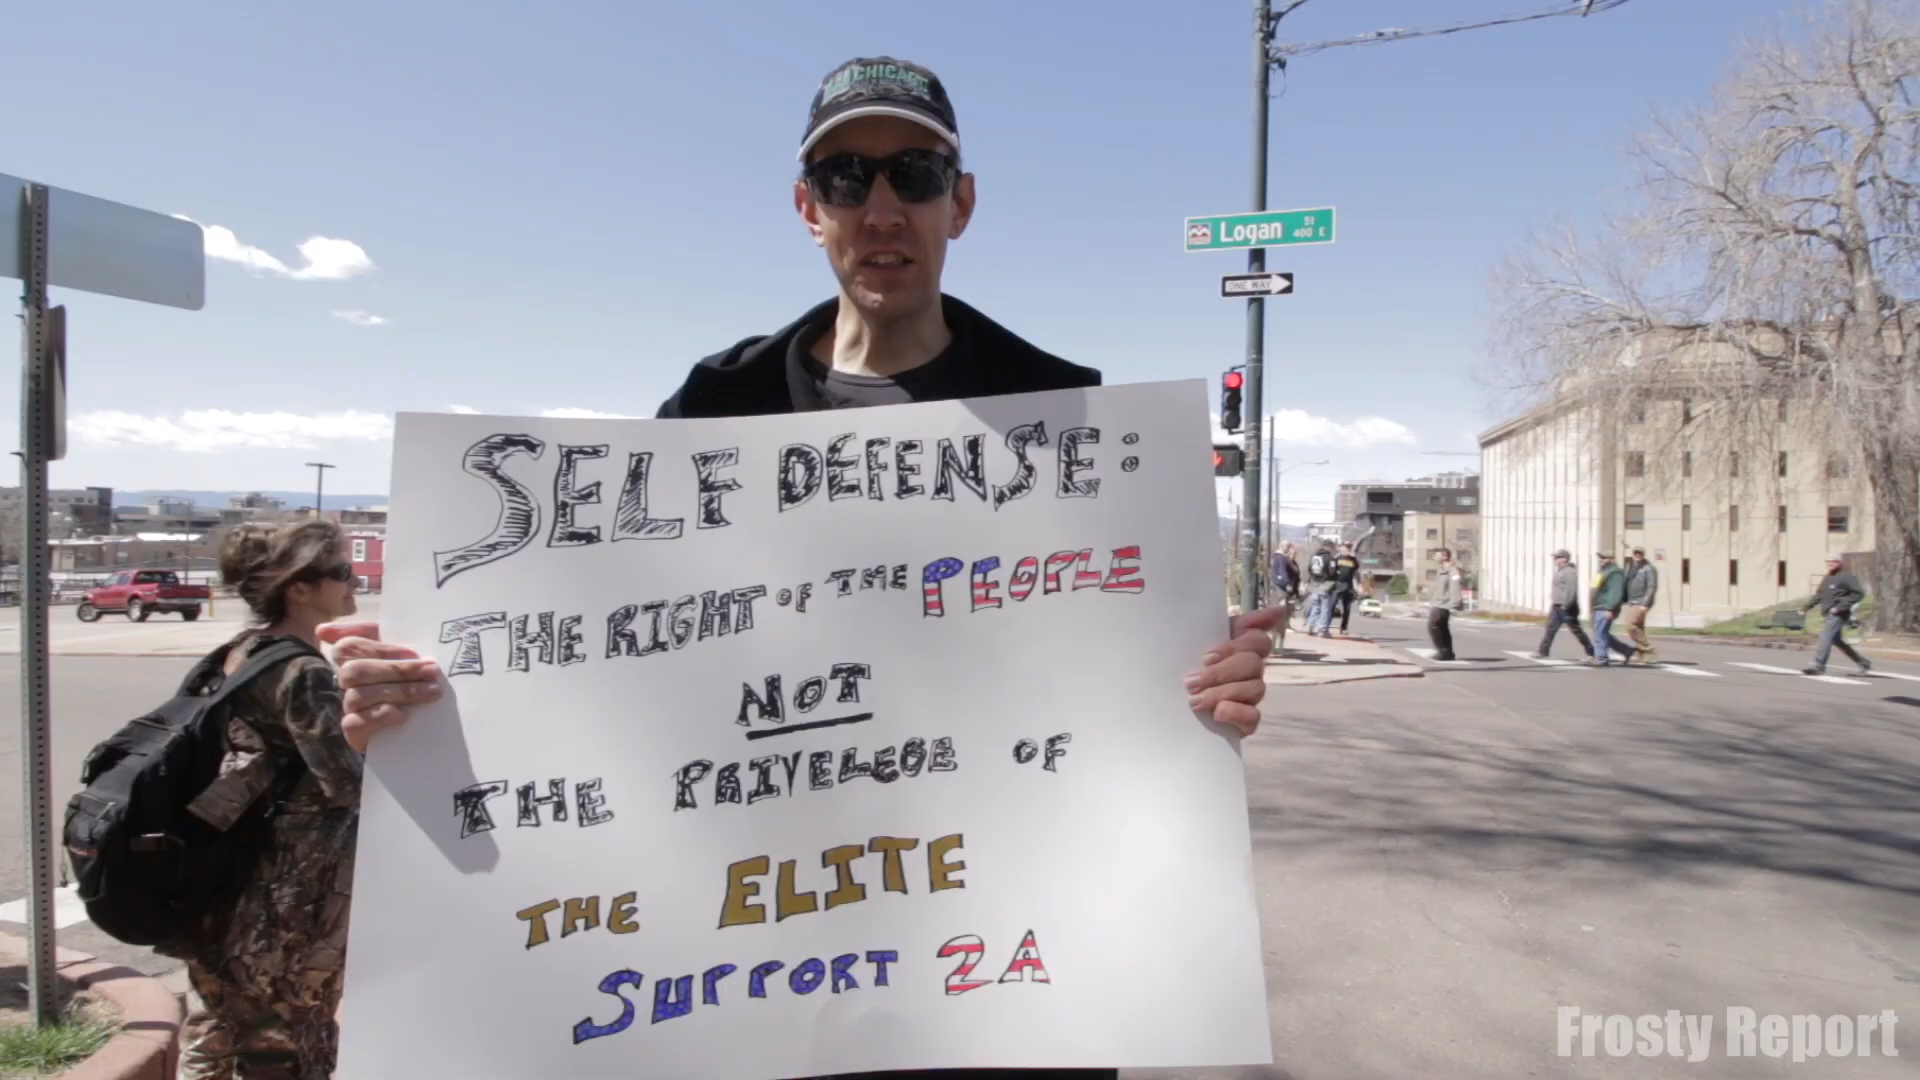 CHICAGO
Logan St
400 E
ONE WAY
SELF DEFENSE:
THE RIGHT OF THE PEOPLE
NOT
THE PRIVELEGE OF
THE ELITE
SUPPORT 2A
Frosty Report